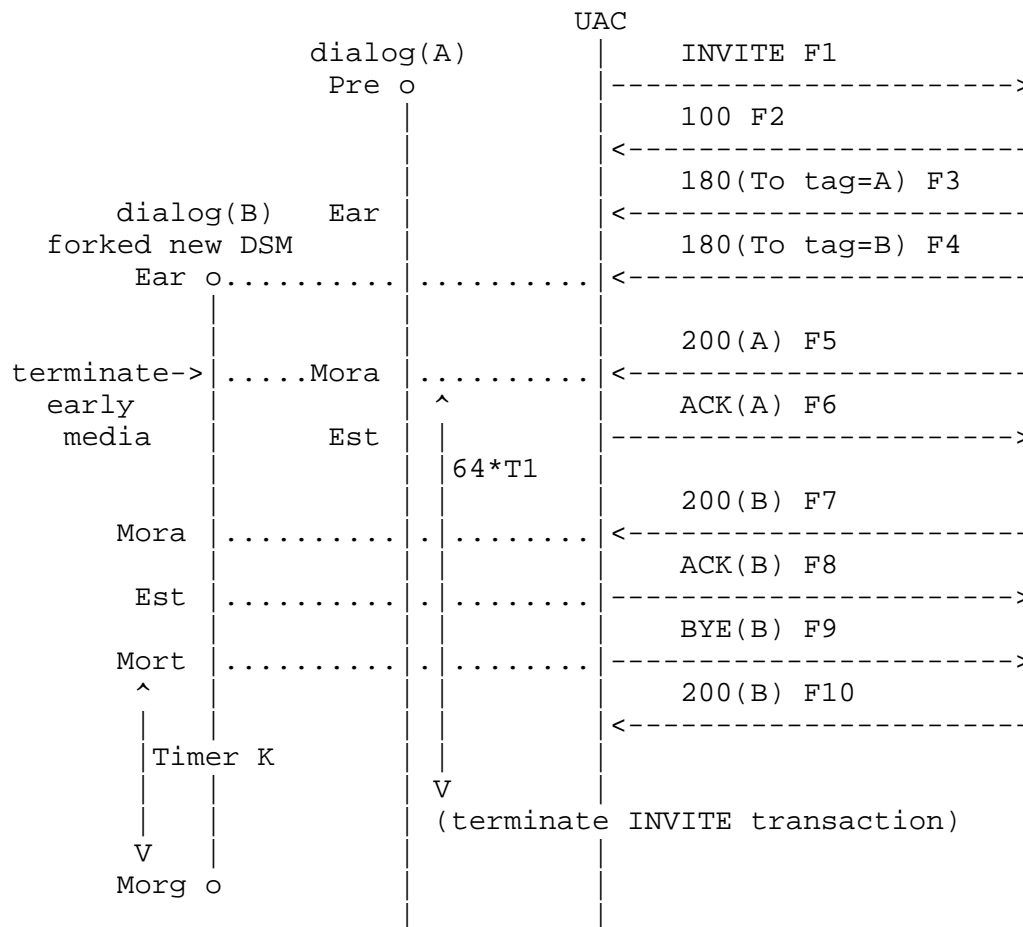 UAC
dialog(A) INVITE F1
Pre o
100 F2
180(To tag=A) F3
dialog(B) Ear
forked new DSM 180(To tag=B) F4
Ear o
200(A) F5
terminate-> Mora
early ACK(A) F6
media Est
64*T1
200(B) F7
Mora
ACK(B) F8
Est
BYE(B) F9
Mort
200(B) F10
Timer K
V
(terminate INVITE transaction)
V
Morg o